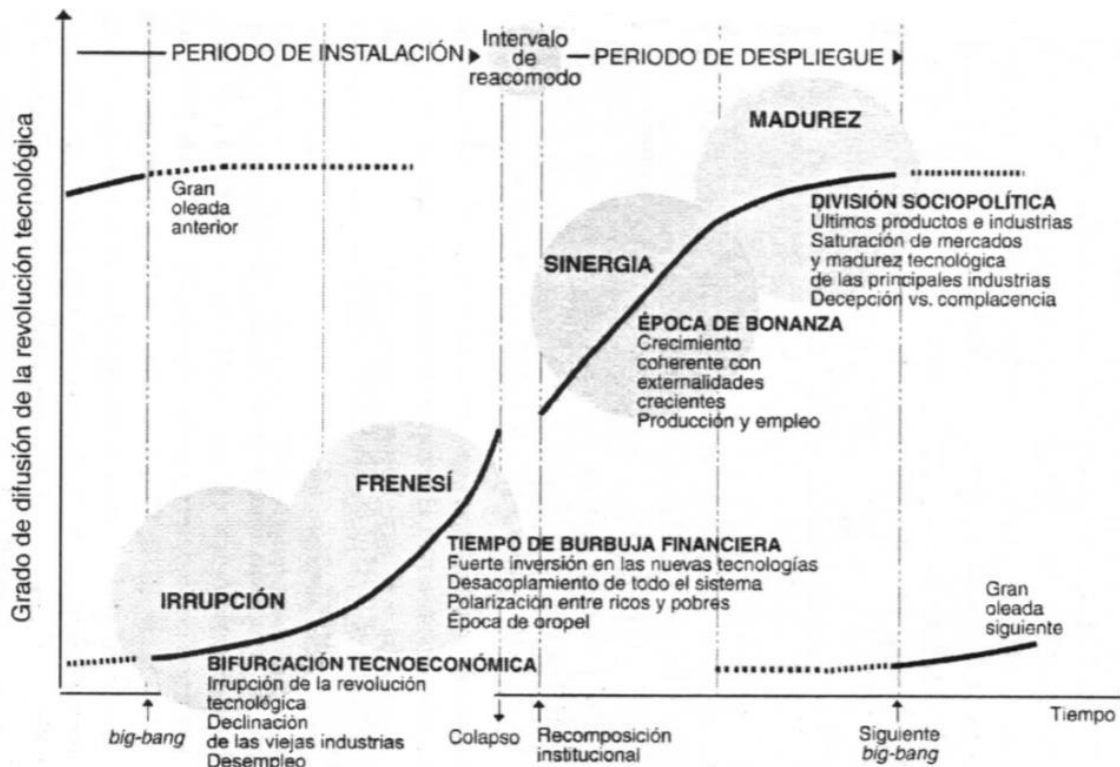 Grado de difusión de la revolución tecnológica
PERIODO DE INSTALACIÓN
Intervalo
de
reacomodo
PERIODO DE DESPLIEGUE
Gran
oleada
anterior
MADUREZ
DIVISIÓN SOCIOPOLÍTICA
Últimos productos e industrias
Saturación de mercados
y madurez tecnológica
de las principales industrias
Decepción vs. complacencia
SINERGIA
ÉPOCA DE BONANZA
Crecimiento
coherente con
externalidades
crecientes
Producción y empleo
FRENESÍ
TIEMPO DE BURBUJA FINANCIERA
Fuerte inversión en las nuevas tecnologías
Desacoplamiento de todo el sistema
Polarización entre ricos y pobres
Época de oropel
IRRUPCIÓN
BIFURCACIÓN TECNOECONÓMICA
Irrupción de la revolución
tecnológica
Declinación
de las viejas industrias
Desempleo
Gran
oleada
siguiente
big-bang
Colapso
Recomposición
institucional
Siguiente
big-bang
Tiempo